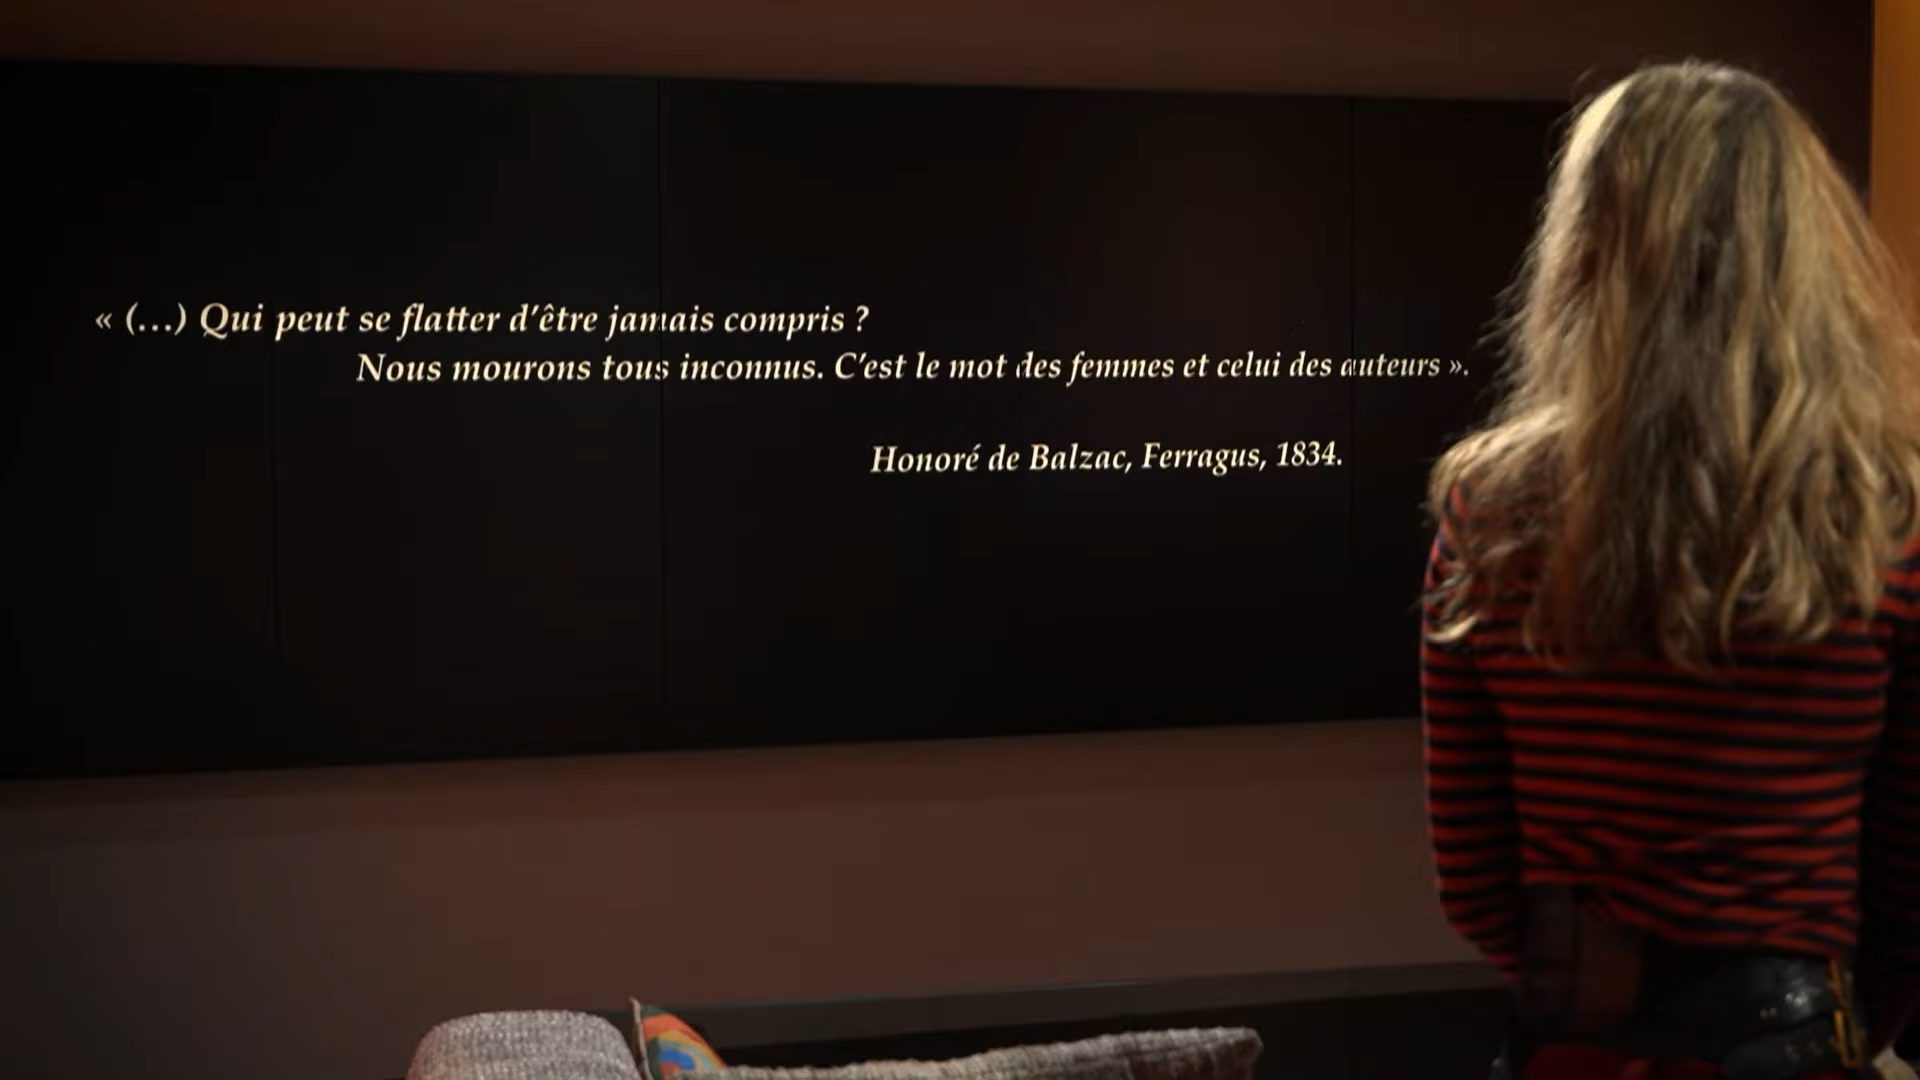 « (...) Qui peut se flatter d'être jamais compris ?
Nous mourons tous inconnus. C'est le mot des femmes et celui des auteurs ».
Honoré de Balzac, Ferragus, 1834.